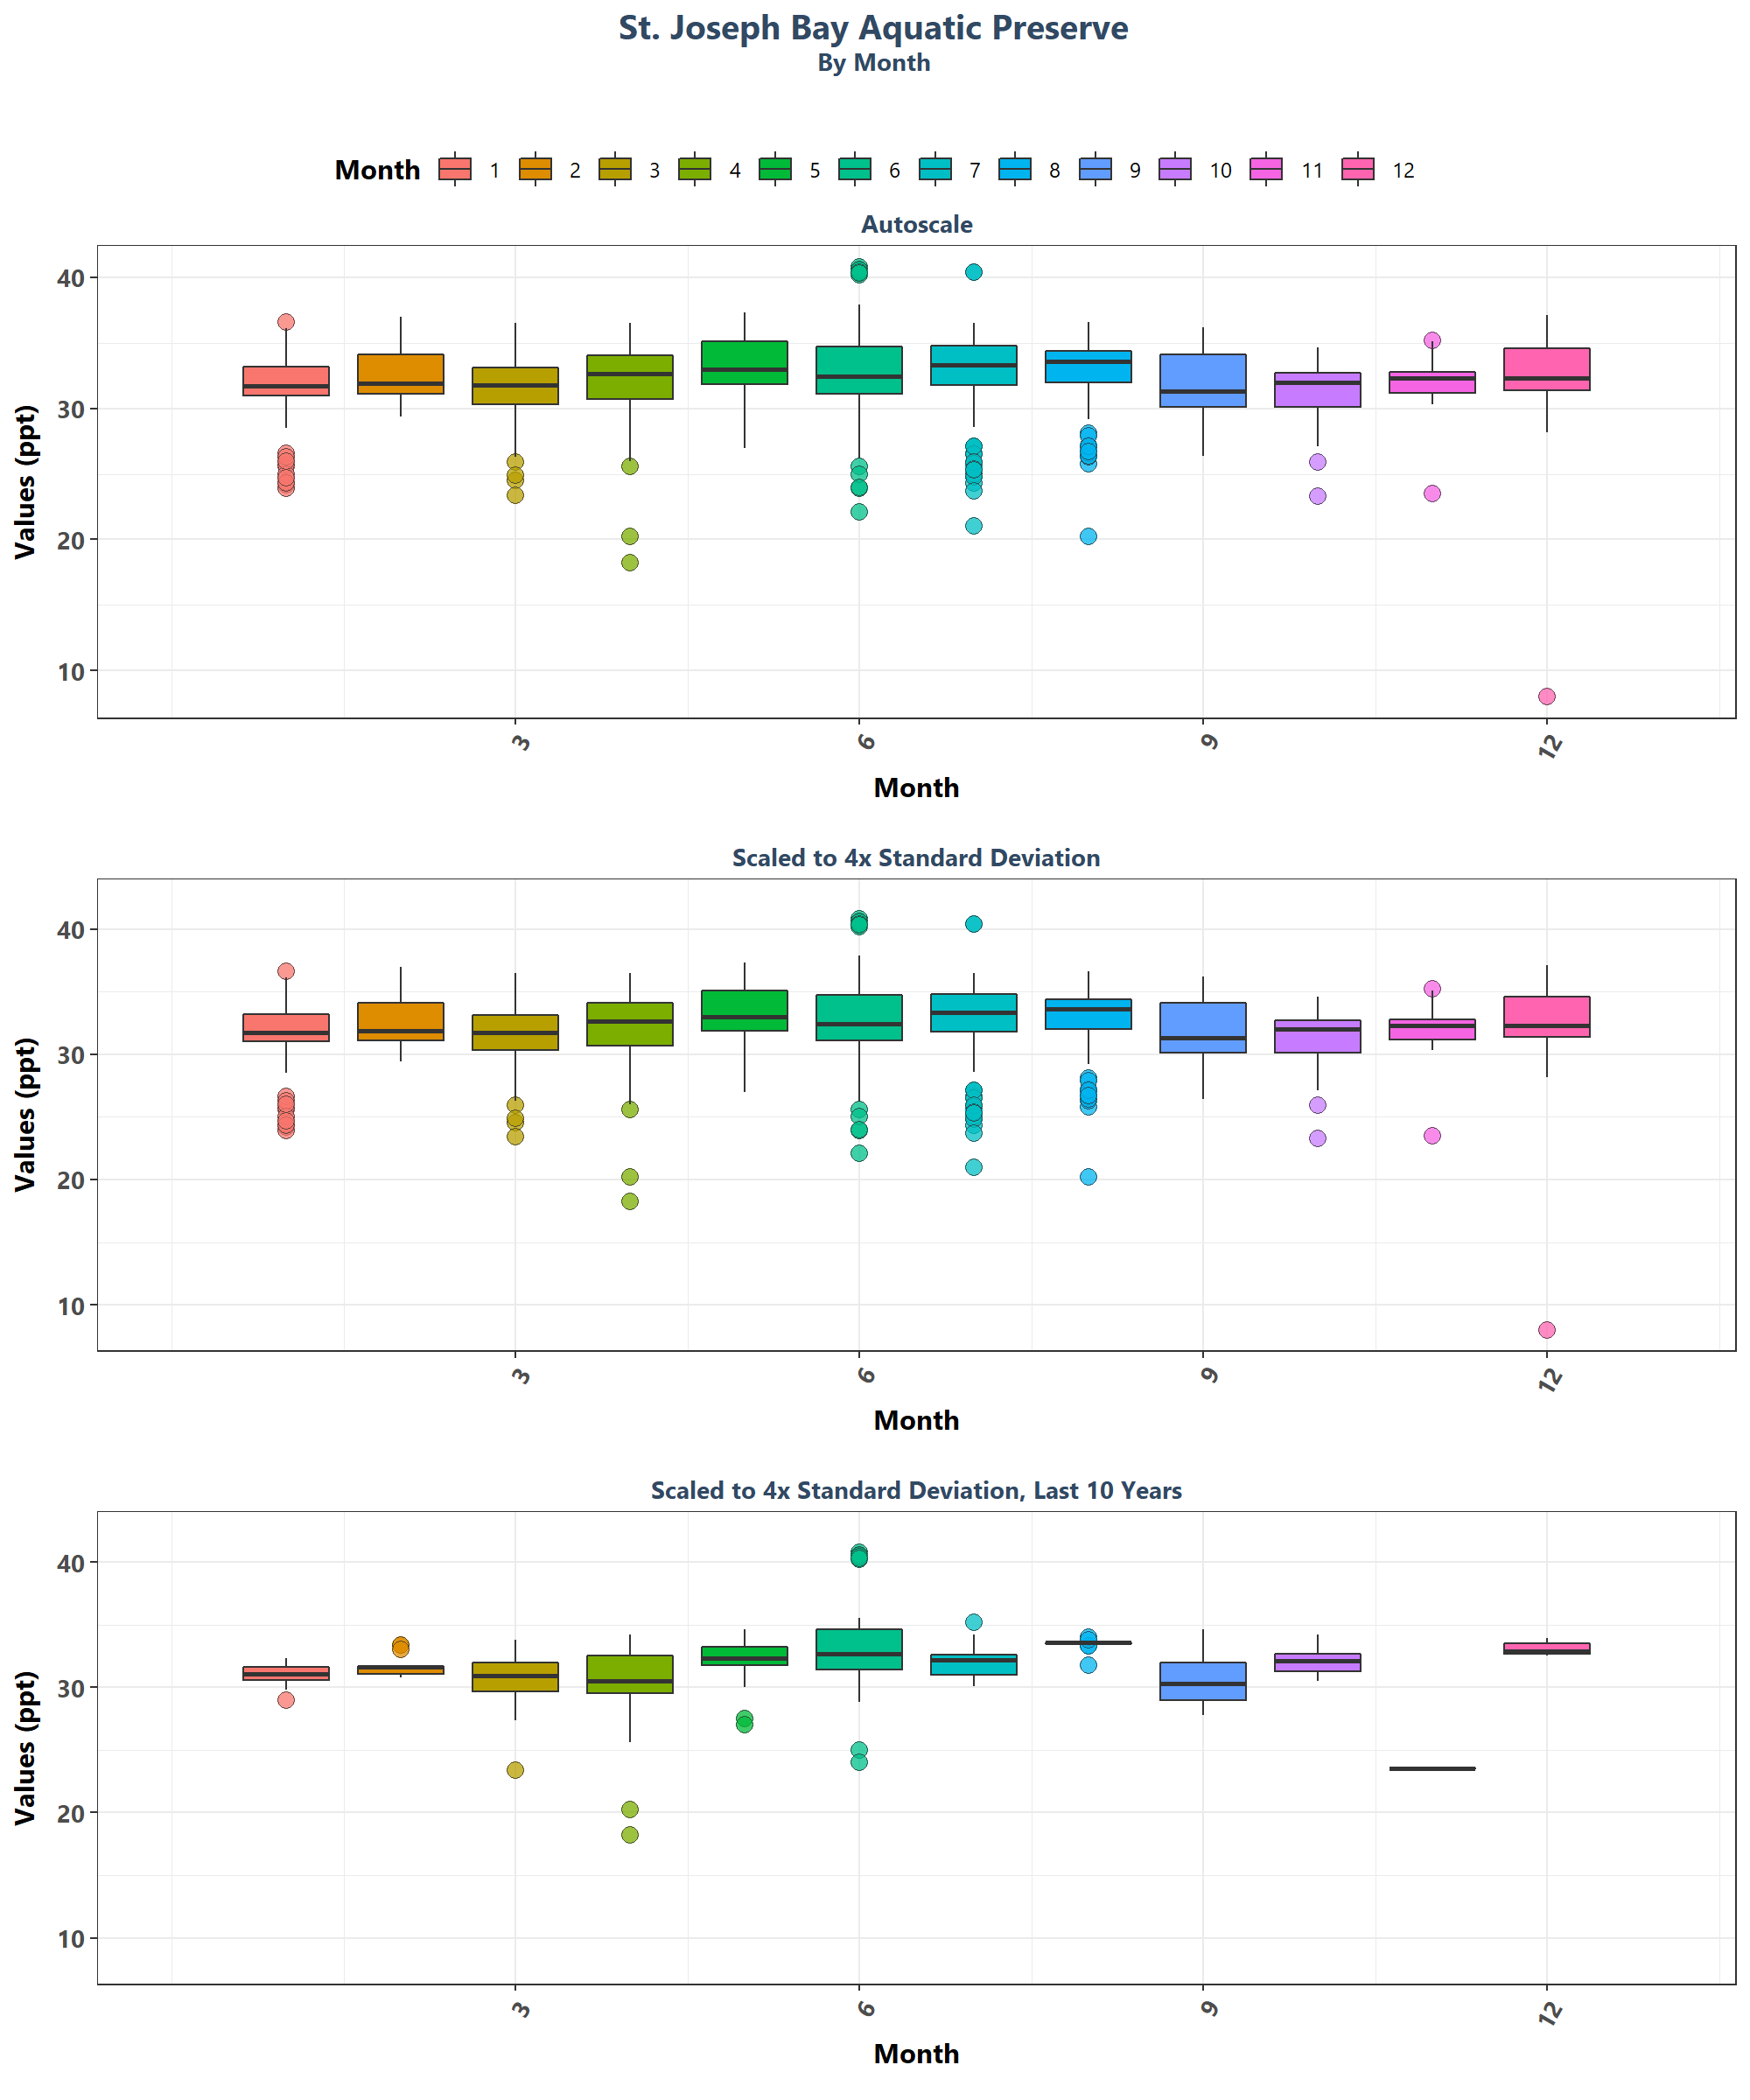 St. Joseph Bay Aquatic Preserve
By Month
Month 1 2 3 4 5 6 7 8 9 10 11 12
Autoscale
Values (ppt)
40
30
20
10
3 6 9 12
Month
Scaled to 4x Standard Deviation
Values (ppt)
40
30
20
10
3 6 9 12
Month
Scaled to 4x Standard Deviation, Last 10 Years
Values (ppt)
40
30
20
10
3 6 9 12
Month